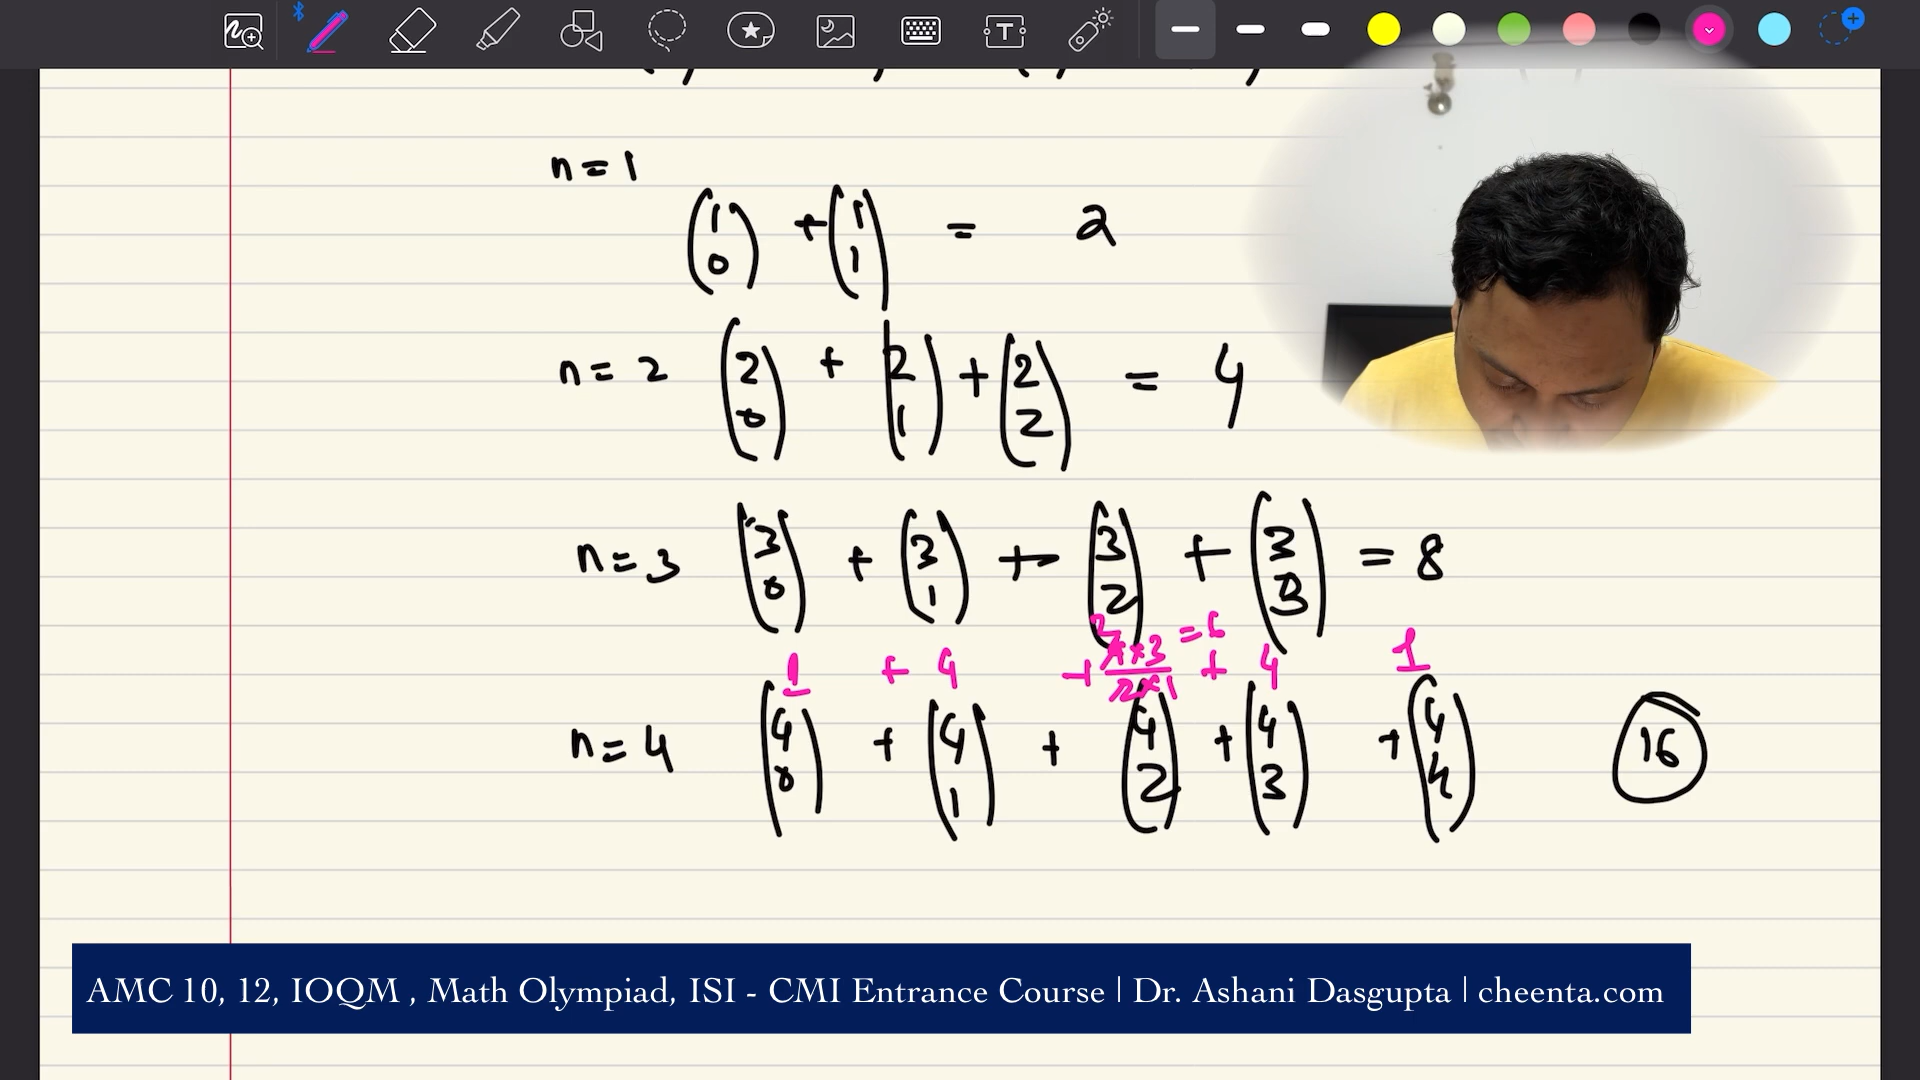 n = 1
(1 0) + (1 1) = 2
n = 2 (2 0) + (2 1) + (2 2) = 4
n = 3 (3 0) + (3 1) + (3 2) + (3 3) = 8
1 + 4 + 4×3 / 2×1 = 6 + 4 1
n = 4 (4 0) + (4 1) + (4 2) + (4 3) + (4 4) 16
AMC 10, 12, IOQM , Math Olympiad, ISI - CMI Entrance Course | Dr. Ashani Dasgupta | cheenta.com